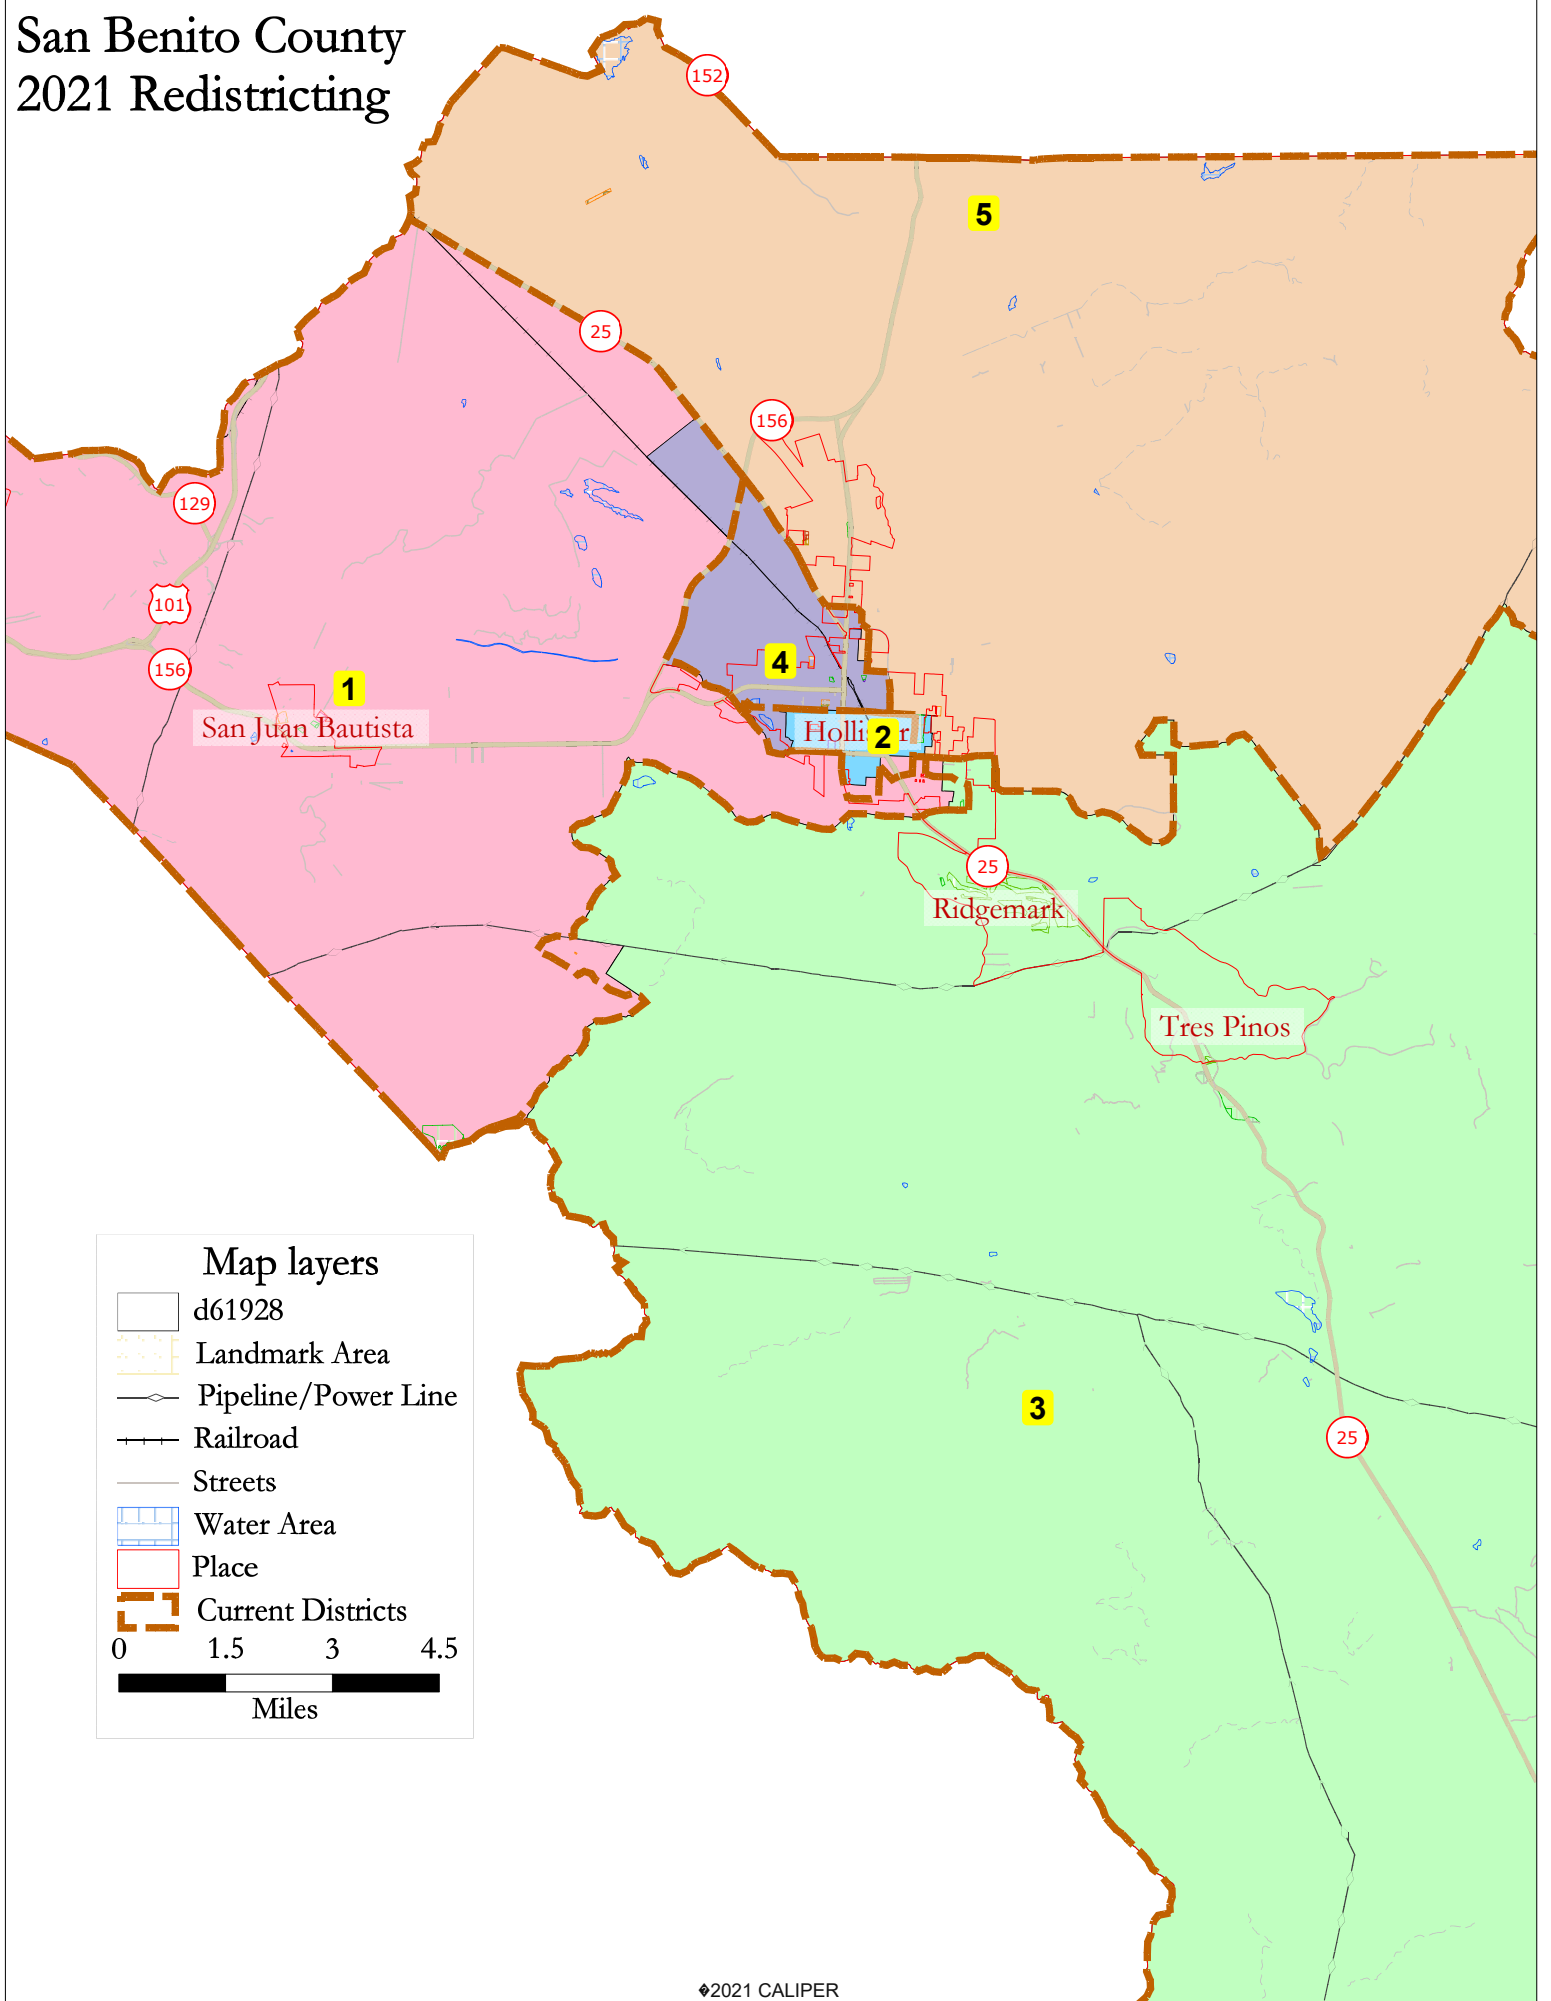 San Benito County
2021 Redistricting
152
5
25
156
129
101
156
4
1
San Juan Bautista
2
25
Ridgemark
Tres Pinos
Map layers
d61928
Landmark Area
Pipeline/Power Line
Railroad
Streets
Water Area
Place
Current Districts
0 1.5 3 4.5
Miles
3
25
�2021 CALIPER